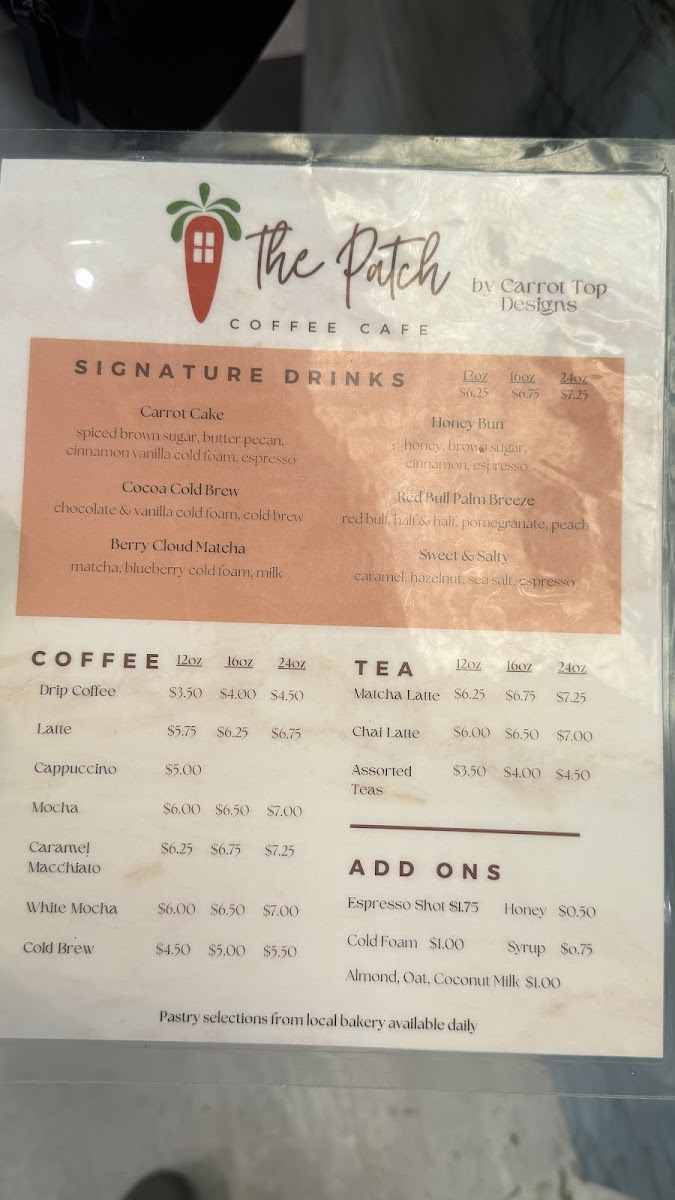 The Patch
by Carrot Top
Designs
COFFEE CAFE
SIGNATURE DRINKS
12oz 16oz 24oz
$6.25 $6.75 $7.25
Carrot Cake
spiced brown sugar, butter pecan,
cinnamon vanilla cold foam, espresso
Cocoa Cold Brew
chocolate & vanilla cold foam, cold brew
Berry Cloud Matcha
matcha, blueberry cold foam, milk
Honey Bun
honey, brown sugar,
cinnamon, espresso
Red Bull Palm Breeze
red bull, half & half, pomegranate, peach
Sweet & Salty
caramel, hazelnut, sea salt, espresso
COFFEE 12oz 16oz 24oz
Drip Coffee $3.50 $4.00 $4.50
Latte $5.75 $6.25 $6.75
Cappuccino $5.00
Mocha $6.00 $6.50 $7.00
Caramel $6.25 $6.75 $7.25
Macchiato
White Mocha $6.00 $6.50 $7.00
Cold Brew $4.50 $5.00 $5.50
TEA 12oz 16oz 24oz
Matcha Latte $6.25 $6.75 $7.25
Chai Latte $6.00 $6.50 $7.00
Assorted $3.50 $4.00 $4.50
Teas
ADD ONS
Espresso Shot $1.75 Honey $0.50
Cold Foam $1.00 Syrup $0.75
Almond, Oat, Coconut Milk $1.00
Pastry selections from local bakery available daily